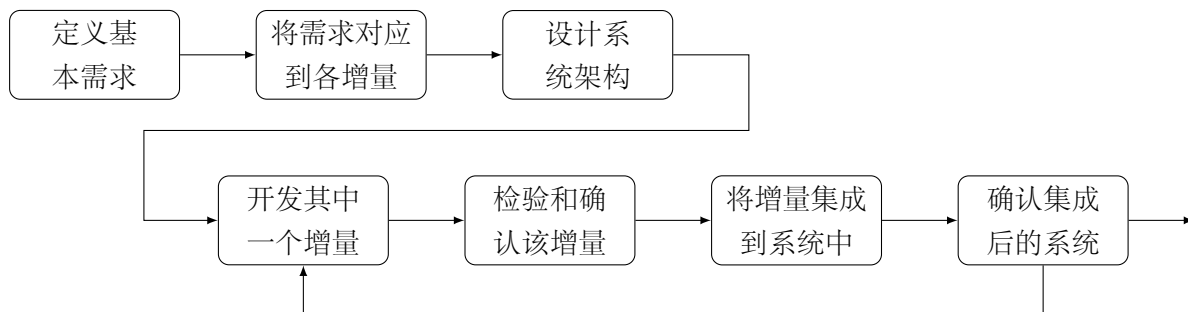 定义基
本需求
将需求对应
到各增量
设计系
统架构
开发其中
一个增量
检验和确
认该增量
将增量集成
到系统中
确认集成
后的系统